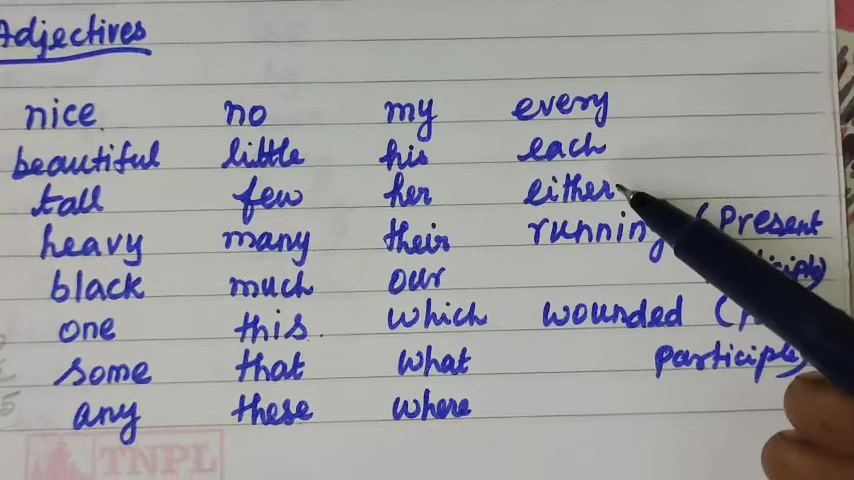 Adjectives
nice no my every
beautiful little his each
tall few her either
heavy many their running (Present
black much our
one this which wounded (
some that what participle)
any these where
TNPL